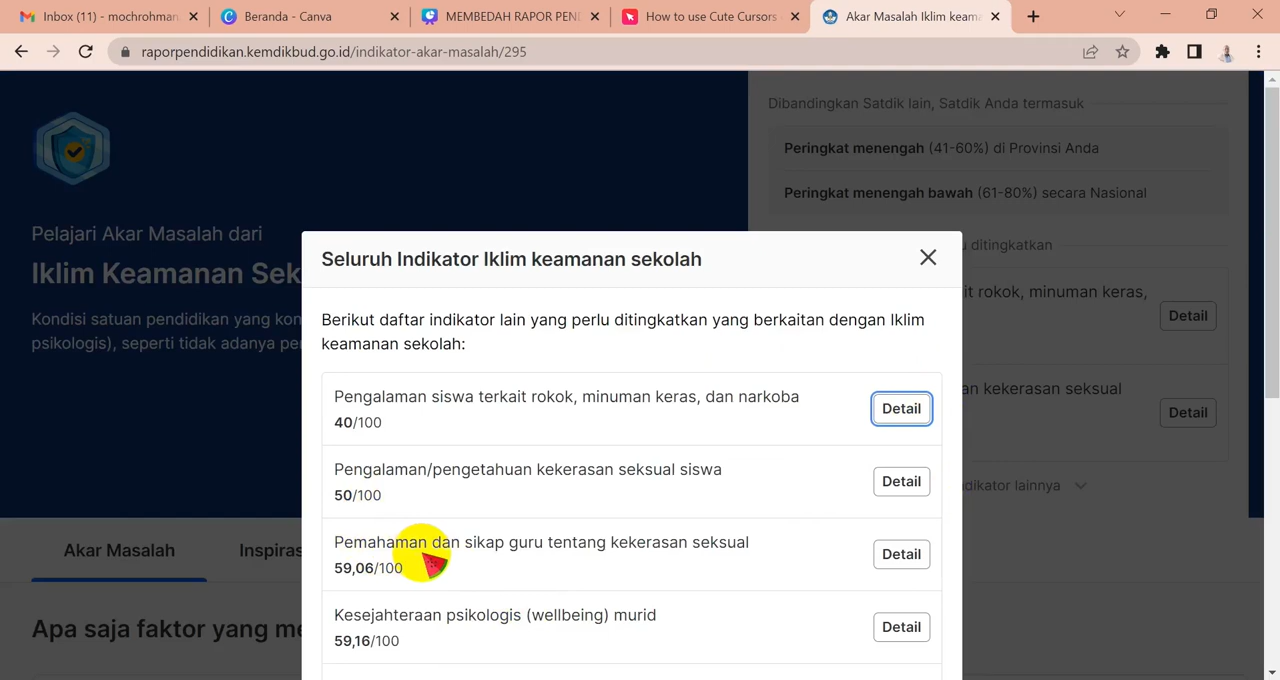 Inbox (11) - mochrohman.
Beranda - Canva
MEMBEDAH RAPOR PEND
How to use Cute Cursors
Akar Masalah Iklim keama
raporpendidikan.kemdikbud.go.id/indikator-akar-masalah/295
Dibandingkan Satdik lain, Satdik Anda termasuk
Peringkat menengah (41-60%) di Provinsi Anda
Peringkat menengah bawah (61-80%) secara Nasional
Pelajari Akar Masalah dari
Iklim Keamanan Sek
Kondisi satuan pendidikan yang kon
psikologis), seperti tidak adanya per
u ditingkatkan
it rokok, minuman keras,
Detail
an kekerasan seksual
Detail
ndikator lainnya
Seluruh Indikator Iklim keamanan sekolah
Berikut daftar indikator lain yang perlu ditingkatkan yang berkaitan dengan Iklim
keamanan sekolah:
Pengalaman siswa terkait rokok, minuman keras, dan narkoba
40/100
Detail
Pengalaman/pengetahuan kekerasan seksual siswa
50/100
Detail
Pemahaman dan sikap guru tentang kekerasan seksual
59,06/100
Detail
Kesejahteraan psikologis (wellbeing) murid
59,16/100
Detail
Akar Masalah
Inspiras
Apa saja faktor yang me